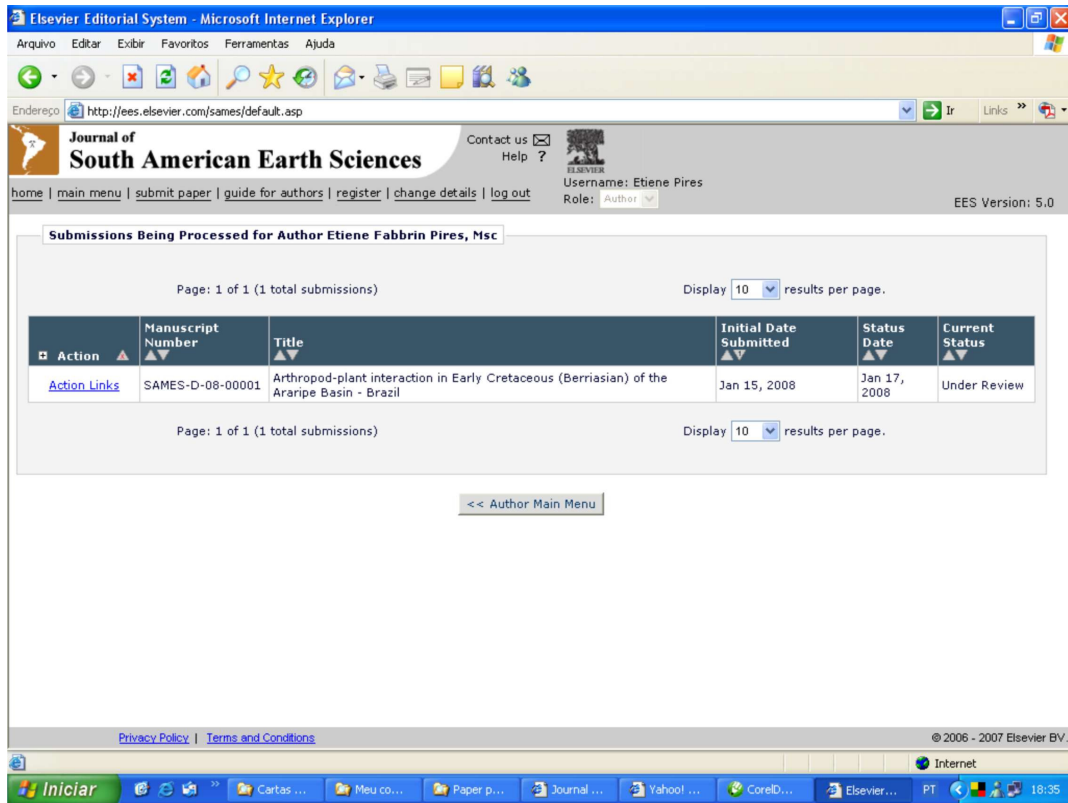 Elsevier Editorial System - Microsoft Internet Explorer
Arquivo Editar Exibir Favoritos Ferramentas Ajuda
Endereço http://ees.elsevier.com/sames/default.asp Ir Links »
Journal of
South American Earth Sciences
Contact us
Help ?
ELSEVIER
Username: Etiene Pires
Role: Author
home | main menu | submit paper | guide for authors | register | change details | log out
EES Version: 5.0
Submissions Being Processed for Author Etiene Fabbrin Pires, Msc
Page: 1 of 1 (1 total submissions) Display 10 results per page.
Action
Manuscript Number
Title
Initial Date Submitted
Status Date
Current Status
Action Links SAMES-D-08-00001 Arthropod-plant interaction in Early Cretaceous (Berriasian) of the
Araripe Basin - Brazil
Jan 15, 2008
Jan 17,
2008
Under Review
Page: 1 of 1 (1 total submissions) Display 10 results per page.
<< Author Main Menu
Privacy Policy | Terms and Conditions © 2006 - 2007 Elsevier BV.
Internet
Iniciar » Cartas ... Meu co... Paper p... Journal ... Yahoo! ... CorelD... Elsevier... PT 18:35